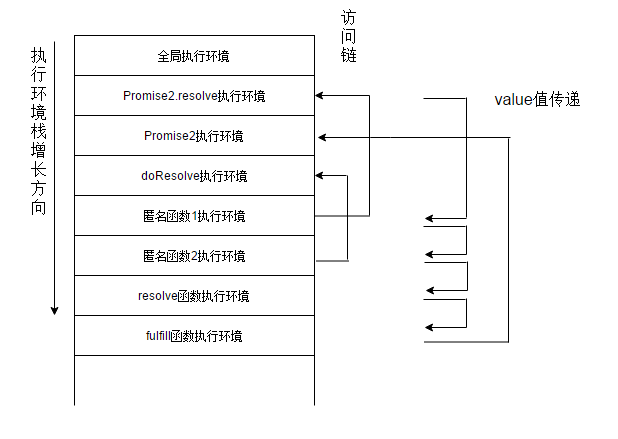 访问链
执行环境栈增长方向
全局执行环境
Promise2.resolve执行环境
value值传递
Promise2执行环境
doResolve执行环境
匿名函数1执行环境
匿名函数2执行环境
resolve函数执行环境
fulfill函数执行环境